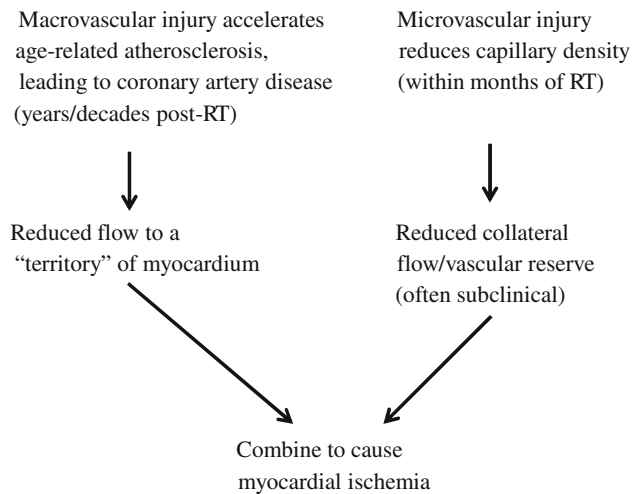 Macrovascular injury accelerates
age-related atherosclerosis,
leading to coronary artery disease
(years/decades post-RT)
Microvascular injury
reduces capillary density
(within months of RT)
Reduced flow to a
“territory” of myocardium
Reduced collateral
flow/vascular reserve
(often subclinical)
Combine to cause
myocardial ischemia